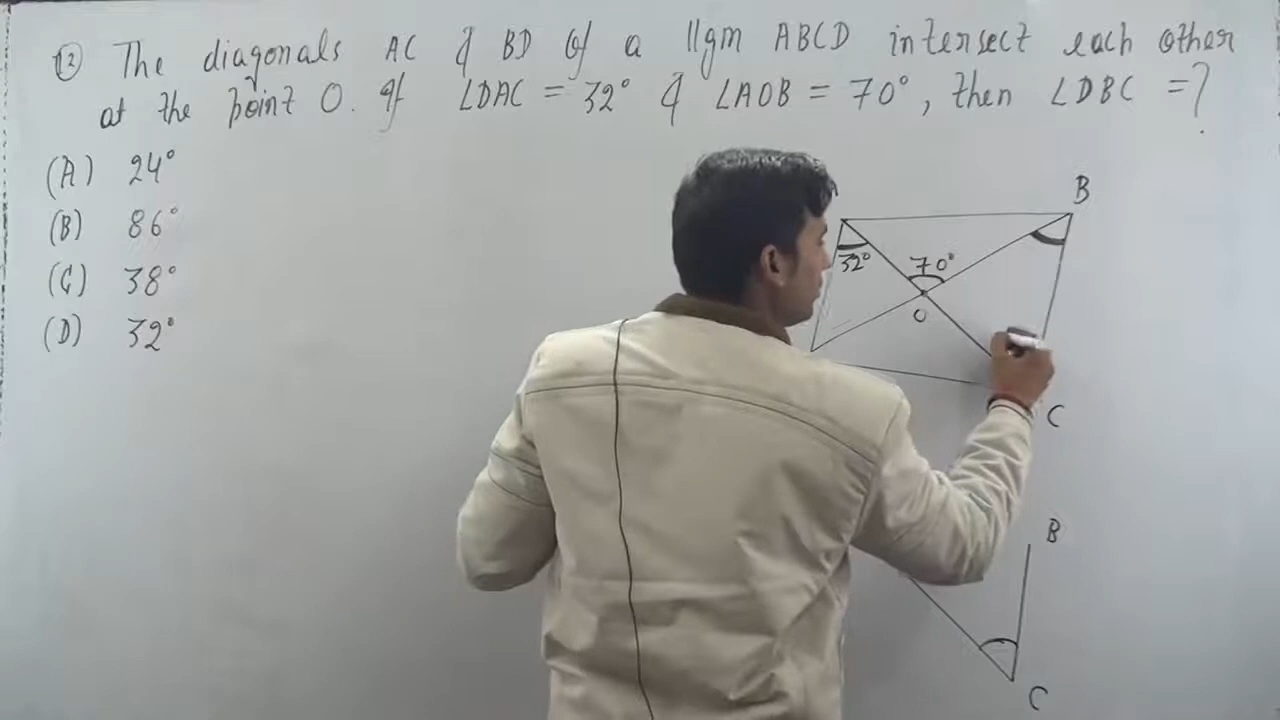 12 The diagonals AC & BD of a llgm ABCD intersect each other
at the point O. If ∠DAC = 32° & ∠AOB = 70°, then ∠DBC = ?
(A) 24°
(B) 86°
(C) 38°
(D) 32°
B
32°
70°
O
C
B
C